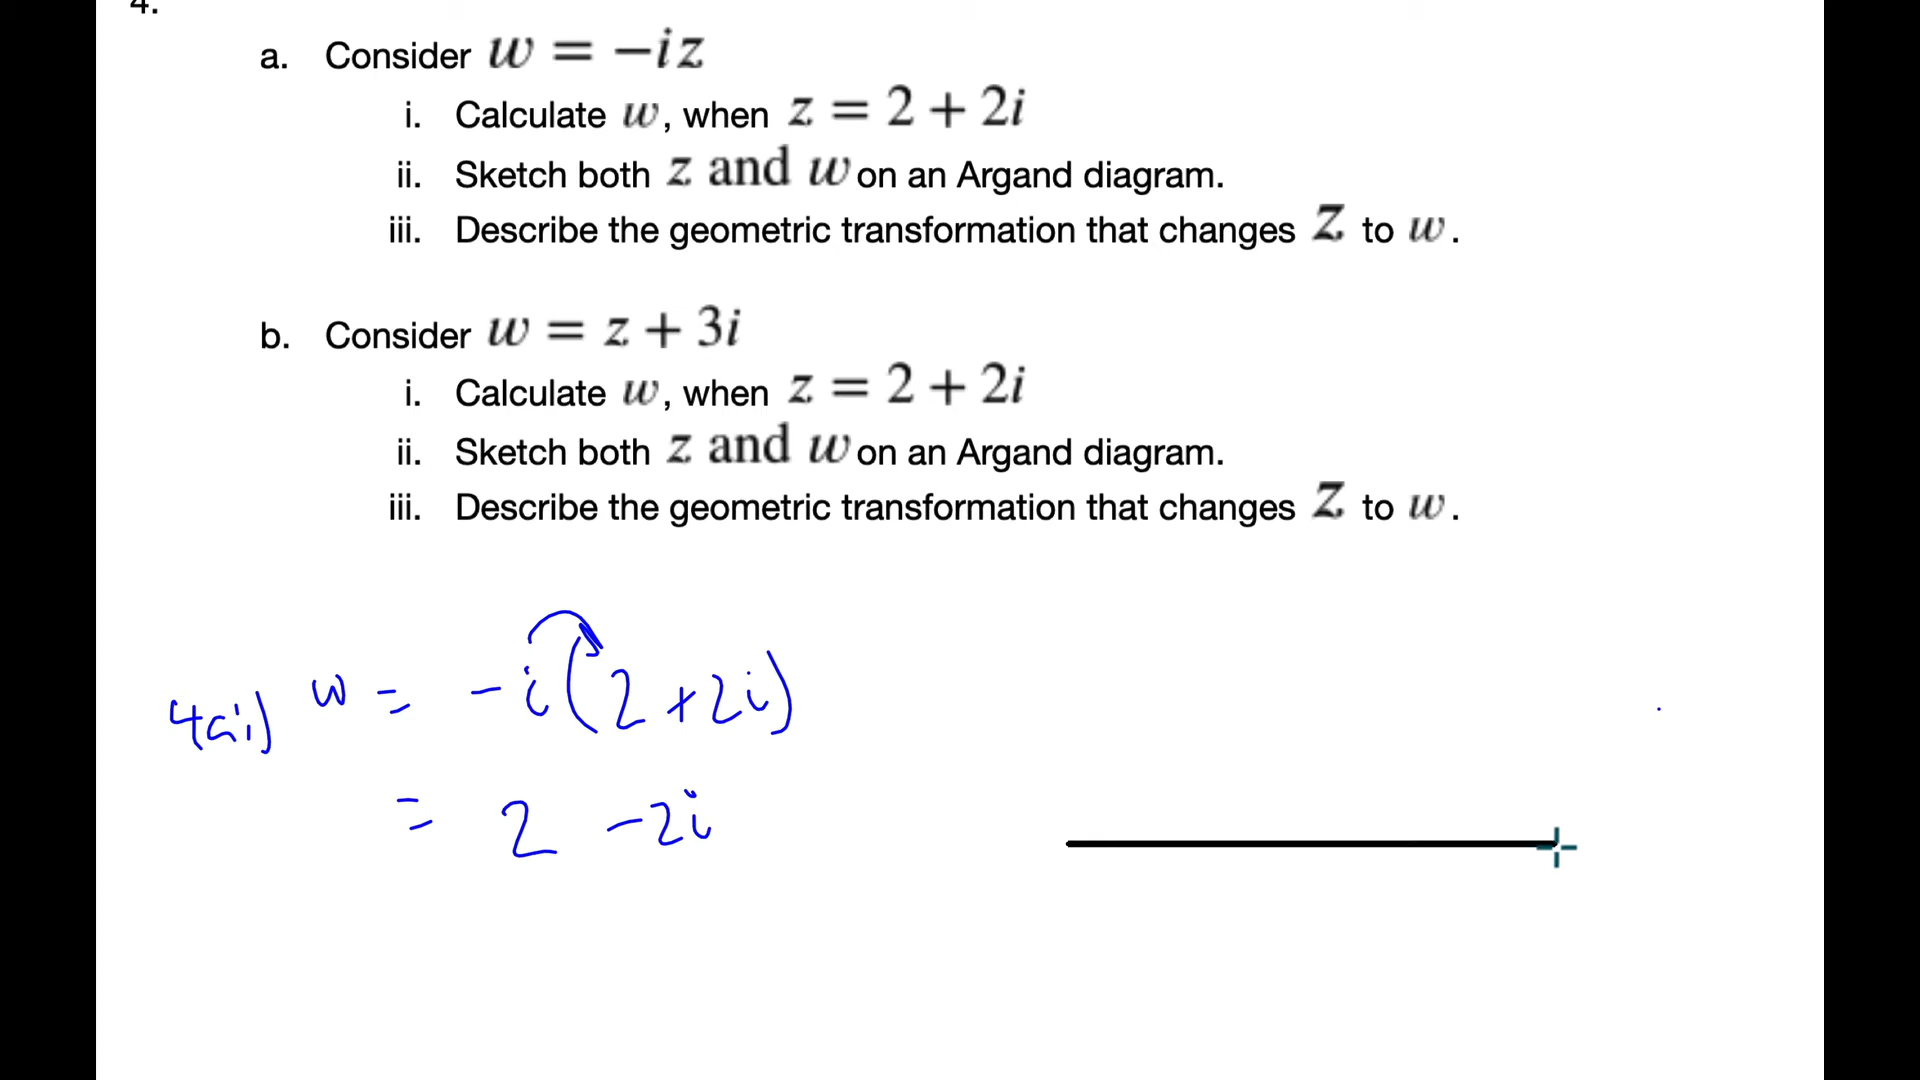 4.
a. Consider w = −iz
i. Calculate w, when z = 2 + 2i
ii. Sketch both z and w on an Argand diagram.
iii. Describe the geometric transformation that changes z to w.
b. Consider w = z + 3i
i. Calculate w, when z = 2 + 2i
ii. Sketch both z and w on an Argand diagram.
iii. Describe the geometric transformation that changes z to w.
4ai) w = -i(2+2i)
= 2 -2i